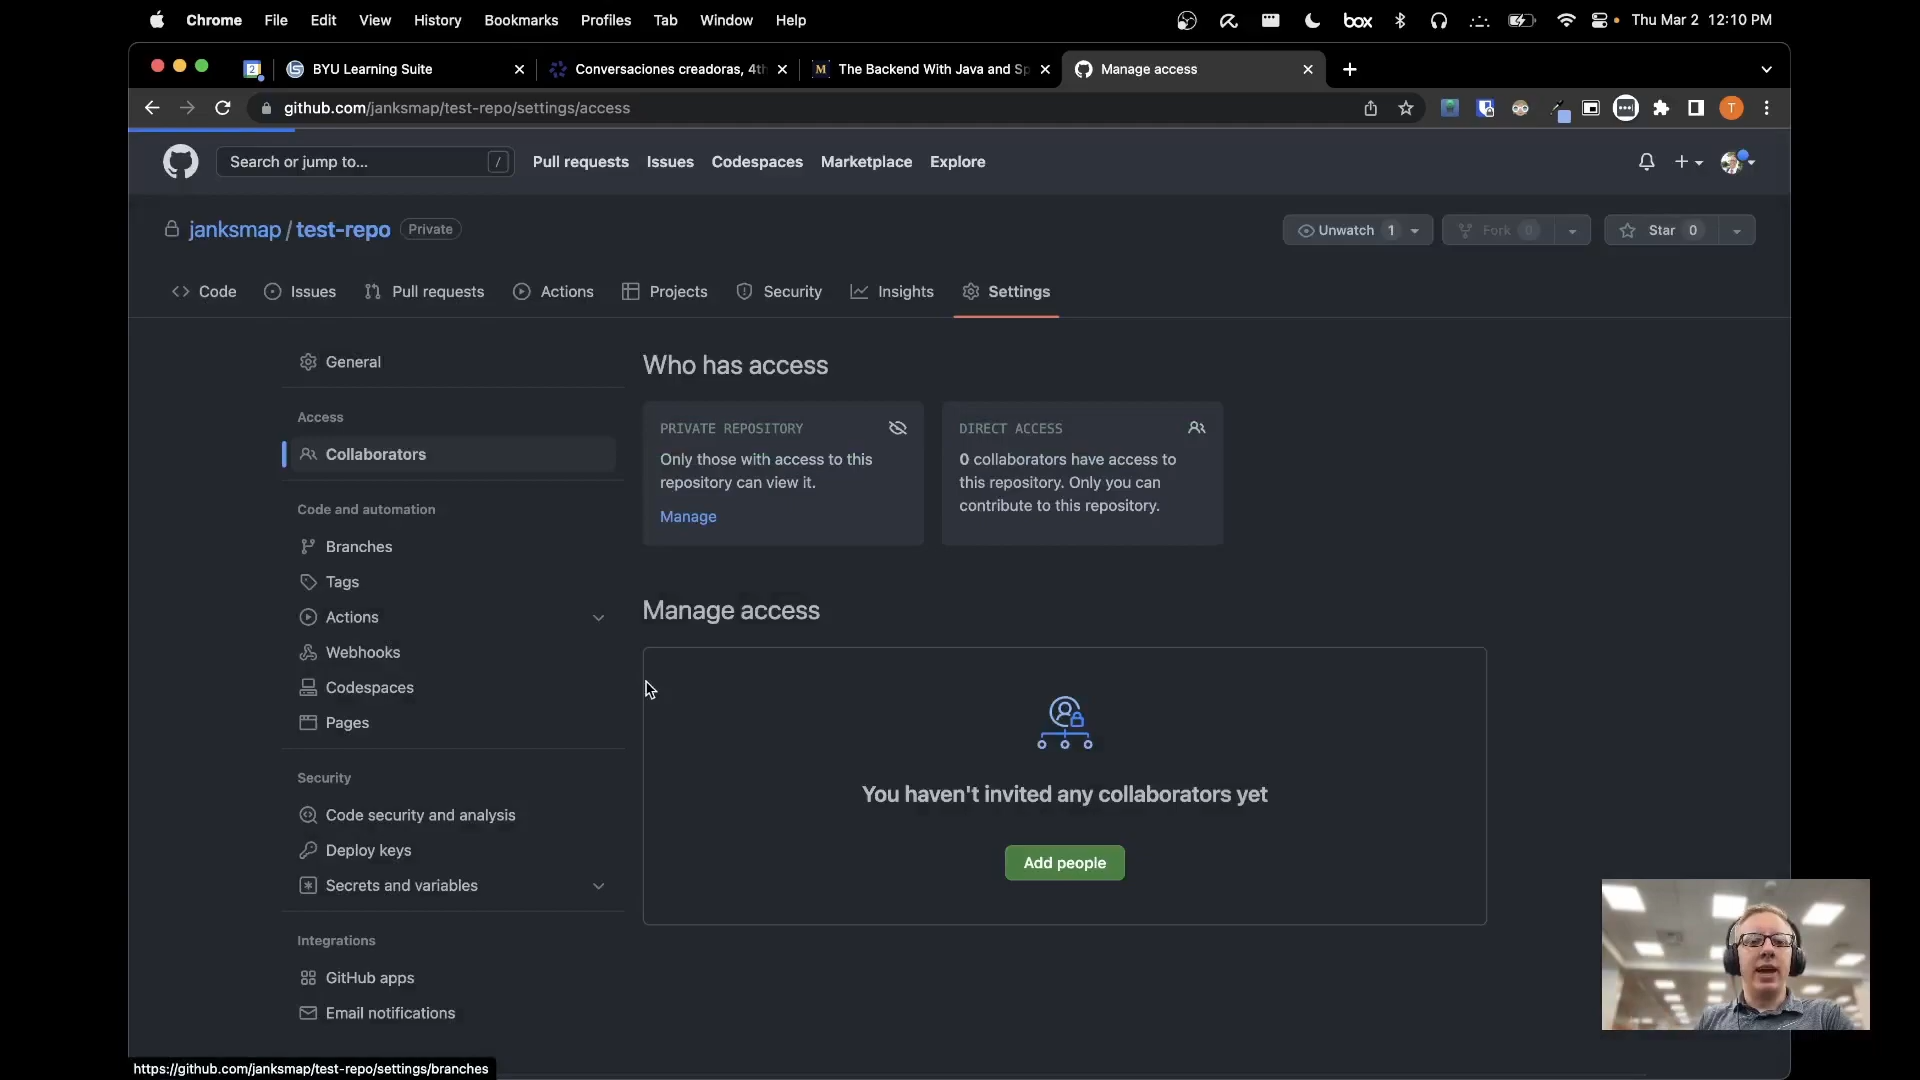 Chrome File Edit View History Bookmarks Profiles Tab Window Help
box
Thu Mar 2 12:10 PM
2 BYU Learning Suite
Conversaciones creadoras, 4th
M The Backend With Java and Sp
Manage access
github.com/janksmap/test-repo/settings/access
T
Search or jump to... /
Pull requests Issues Codespaces Marketplace Explore
janksmap / test-repo Private
Unwatch 1 Fork 0 Star 0
Code Issues Pull requests Actions Projects Security Insights Settings
General
Access
Collaborators
Code and automation
Branches
Tags
Actions
Webhooks
Codespaces
Pages
Security
Code security and analysis
Deploy keys
Secrets and variables
Integrations
GitHub apps
Email notifications
Who has access
PRIVATE REPOSITORY
Only those with access to this
repository can view it.
Manage
DIRECT ACCESS
0 collaborators have access to
this repository. Only you can
contribute to this repository.
Manage access
You haven't invited any collaborators yet
Add people
https://github.com/janksmap/test-repo/settings/branches